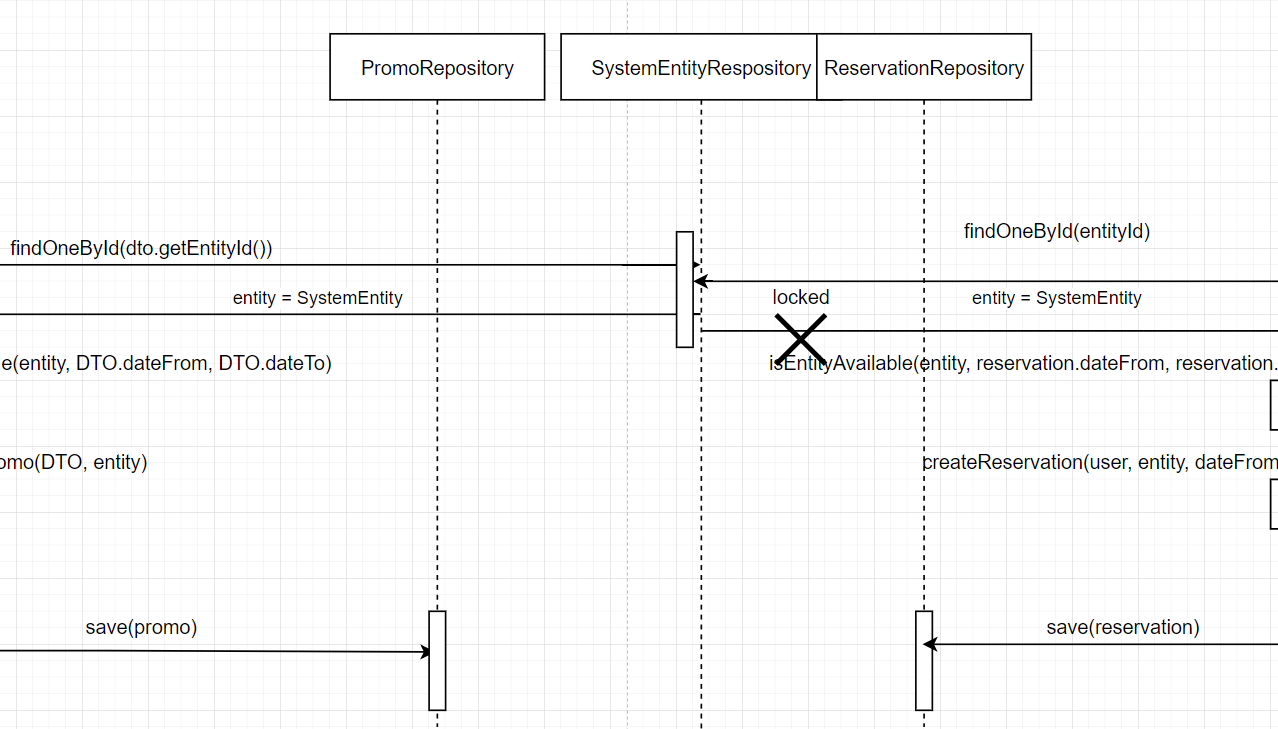 PromoRepository
SystemEntityRespository
ReservationRepository
findOneById(entityId)
findOneById(dto.getEntityId())
entity = SystemEntity
locked
entity = SystemEntity
e(entity, DTO.dateFrom, DTO.dateTo)
isEntityAvailable(entity, reservation.dateFrom, reservation.
omo(DTO, entity)
createReservation(user, entity, dateFrom
save(promo)
save(reservation)